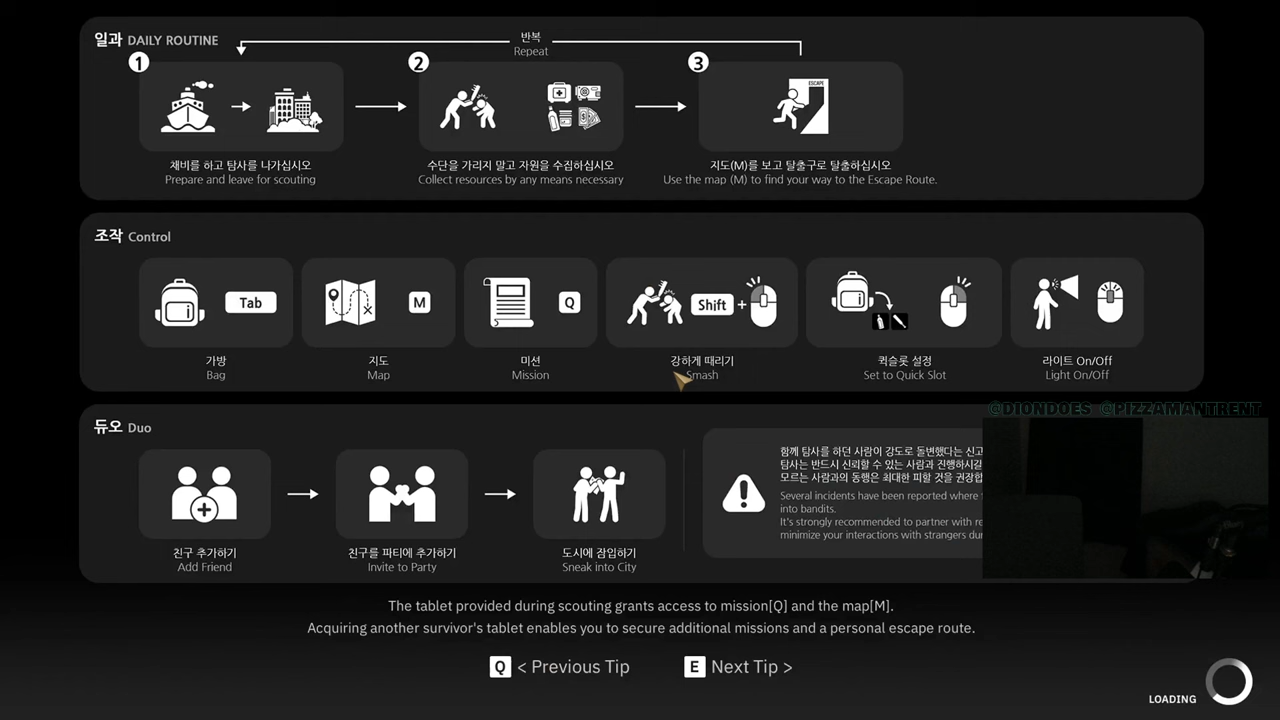 일과 DAILY ROUTINE
반복
Repeat
1
2
3
ESCAPE
채비를 하고 탐사를 나가십시오
Prepare and leave for scouting
수단을 가리지 말고 자원을 수집하십시오
Collect resources by any means necessary
지도(M)를 보고 탈출구로 탈출하십시오
Use the map (M) to find your way to the Escape Route.
조작 Control
Tab
M
Q
Shift +
가방
Bag
지도
Map
미션
Mission
강하게 때리기
Smash
퀵슬롯 설정
Set to Quick Slot
라이트 On/Off
Light On/Off
듀오 Duo
친구 추가하기
Add Friend
친구를 파티에 추가하기
Invite to Party
도시에 잠입하기
Sneak into City
함께 탐사를 하던 사람이 강도로 돌변했다는 신고
탐사는 반드시 신뢰할 수 있는 사람과 진행하시길
모르는 사람과의 동행은 최대한 피할 것을 권장합
Several incidents have been reported where
into bandits.
It's strongly recommended to partner with re
minimize your interactions with strangers dur
@DIONDOES @PIZZAMANTRENT
The tablet provided during scouting grants access to mission[Q] and the map[M].
Acquiring another survivor's tablet enables you to secure additional missions and a personal escape route.
Q < Previous Tip
E Next Tip >
LOADING